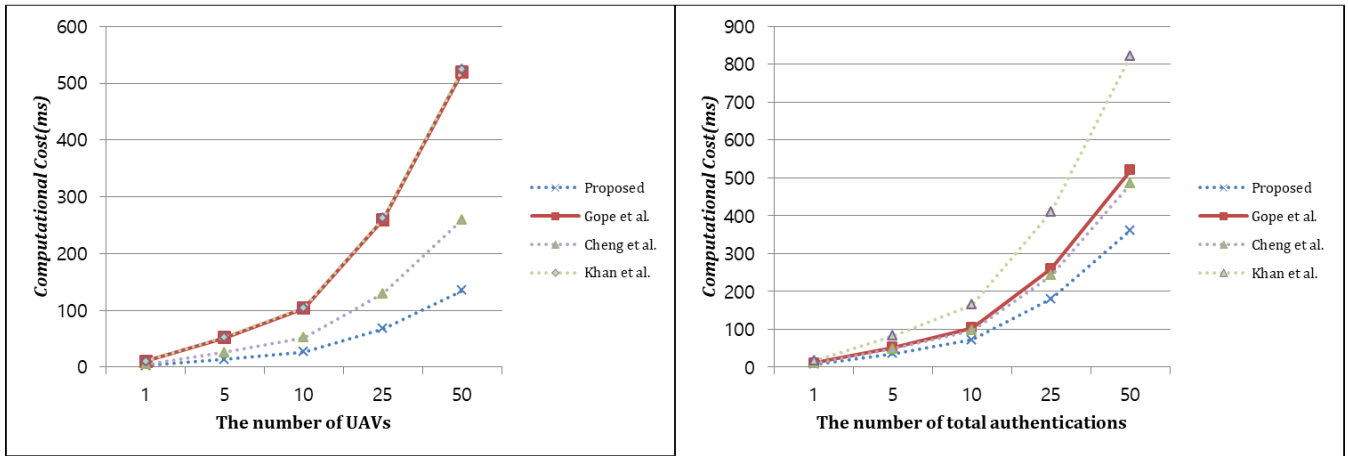 600
500
400
300
200
100
0
Computational Cost(ms)
1 5 10 25 50
The number of UAVs
Proposed
Gope et al.
Cheng et al.
Khan et al.
900
800
700
600
500
400
300
200
100
0
Computational Cost(ms)
1 5 10 25 50
The number of total authentications
Proposed
Gope et al.
Cheng et al.
Khan et al.